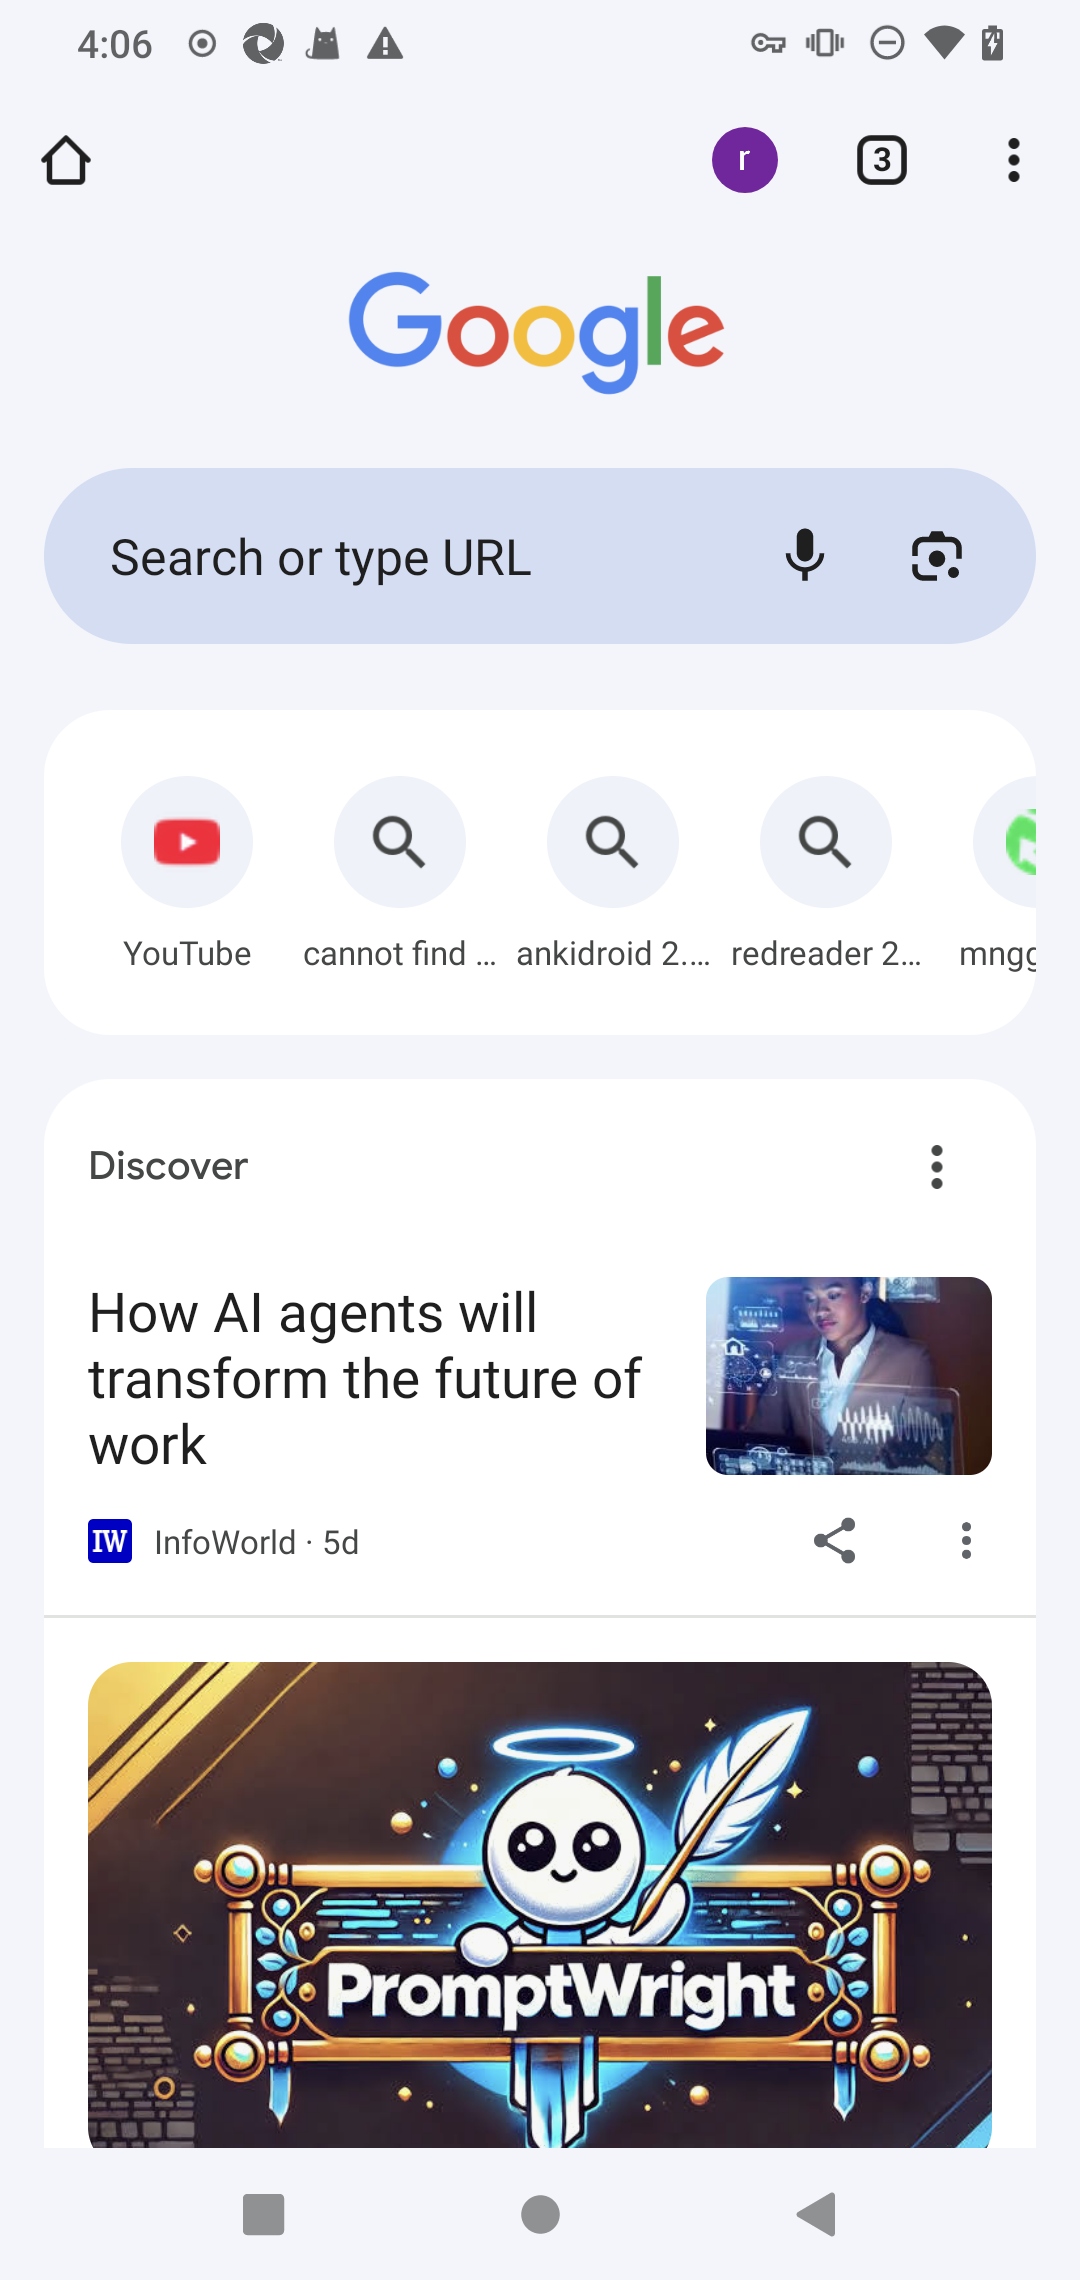 4:06
r
3
Google
Search or type URL
YouTube
cannot find ...
ankidroid 2....
redreader 2...
mngg
Discover
How AI agents will
transform the future of
work
IW InfoWorld · 5d
PromptWright